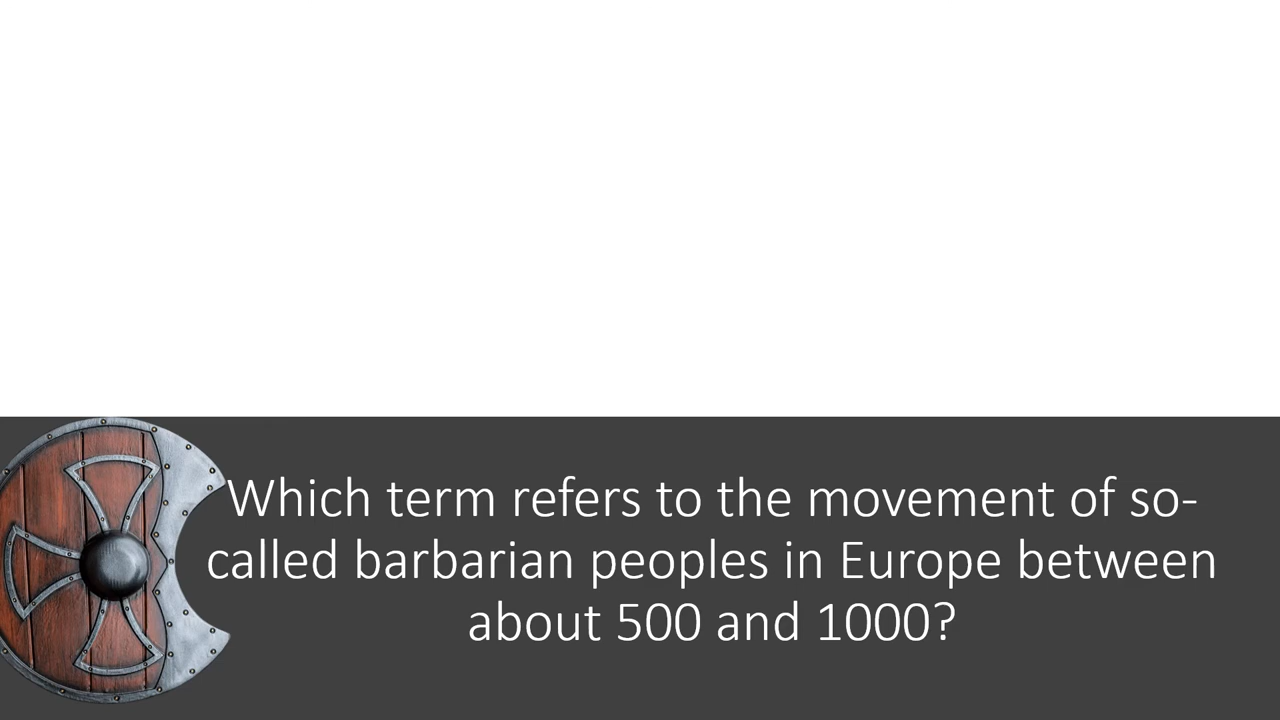 Which term refers to the movement of so-
called barbarian peoples in Europe between
about 500 and 1000?